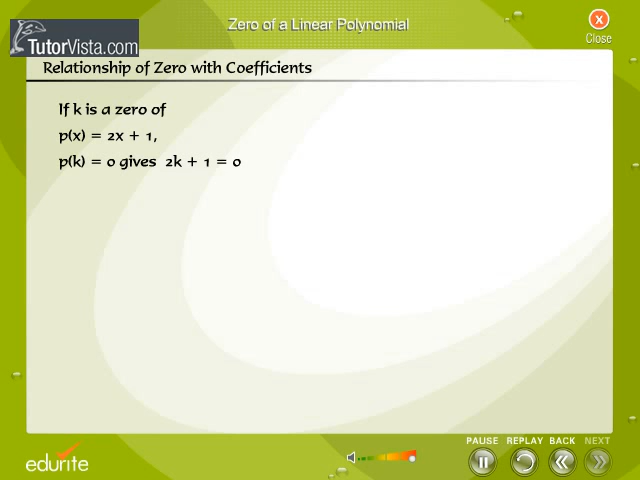 Zero of a Linear Polynomial
TutorVista.com
Close
Relationship of Zero with Coefficients
If k is a zero of
p(x) = 2x + 1,
p(k) = 0 gives 2k + 1 = 0
PAUSE REPLAY BACK NEXT
edurite